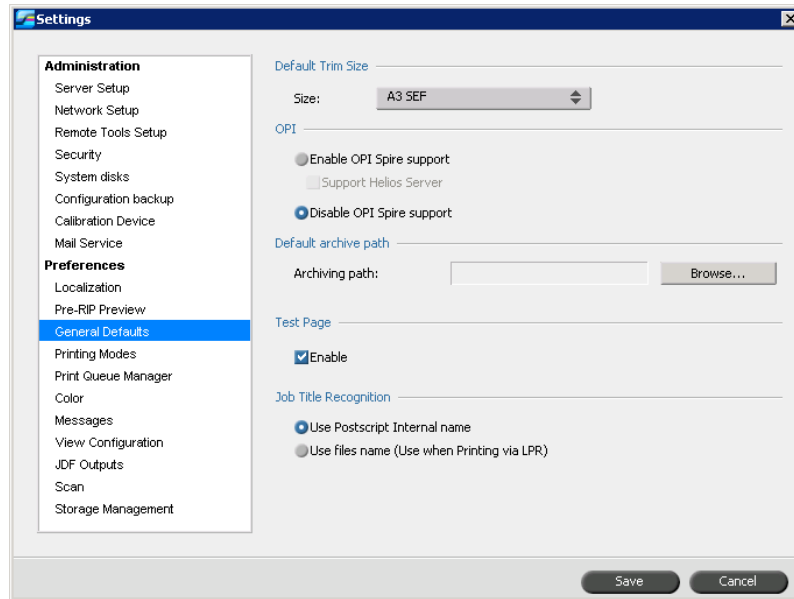 Settings
Administration
Server Setup
Network Setup
Remote Tools Setup
Security
System disks
Configuration backup
Calibration Device
Mail Service
Preferences
Localization
Pre-RIP Preview
General Defaults
Printing Modes
Print Queue Manager
Color
Messages
View Configuration
JDF Outputs
Scan
Storage Management
Default Trim Size
Size: A3 SEF
OPI
Enable OPI Spire support
Support Helios Server
Disable OPI Spire support
Default archive path
Archiving path: Browse...
Test Page
Enable
Job Title Recognition
Use Postscript Internal name
Use files name (Use when Printing via LPR)
Save Cancel